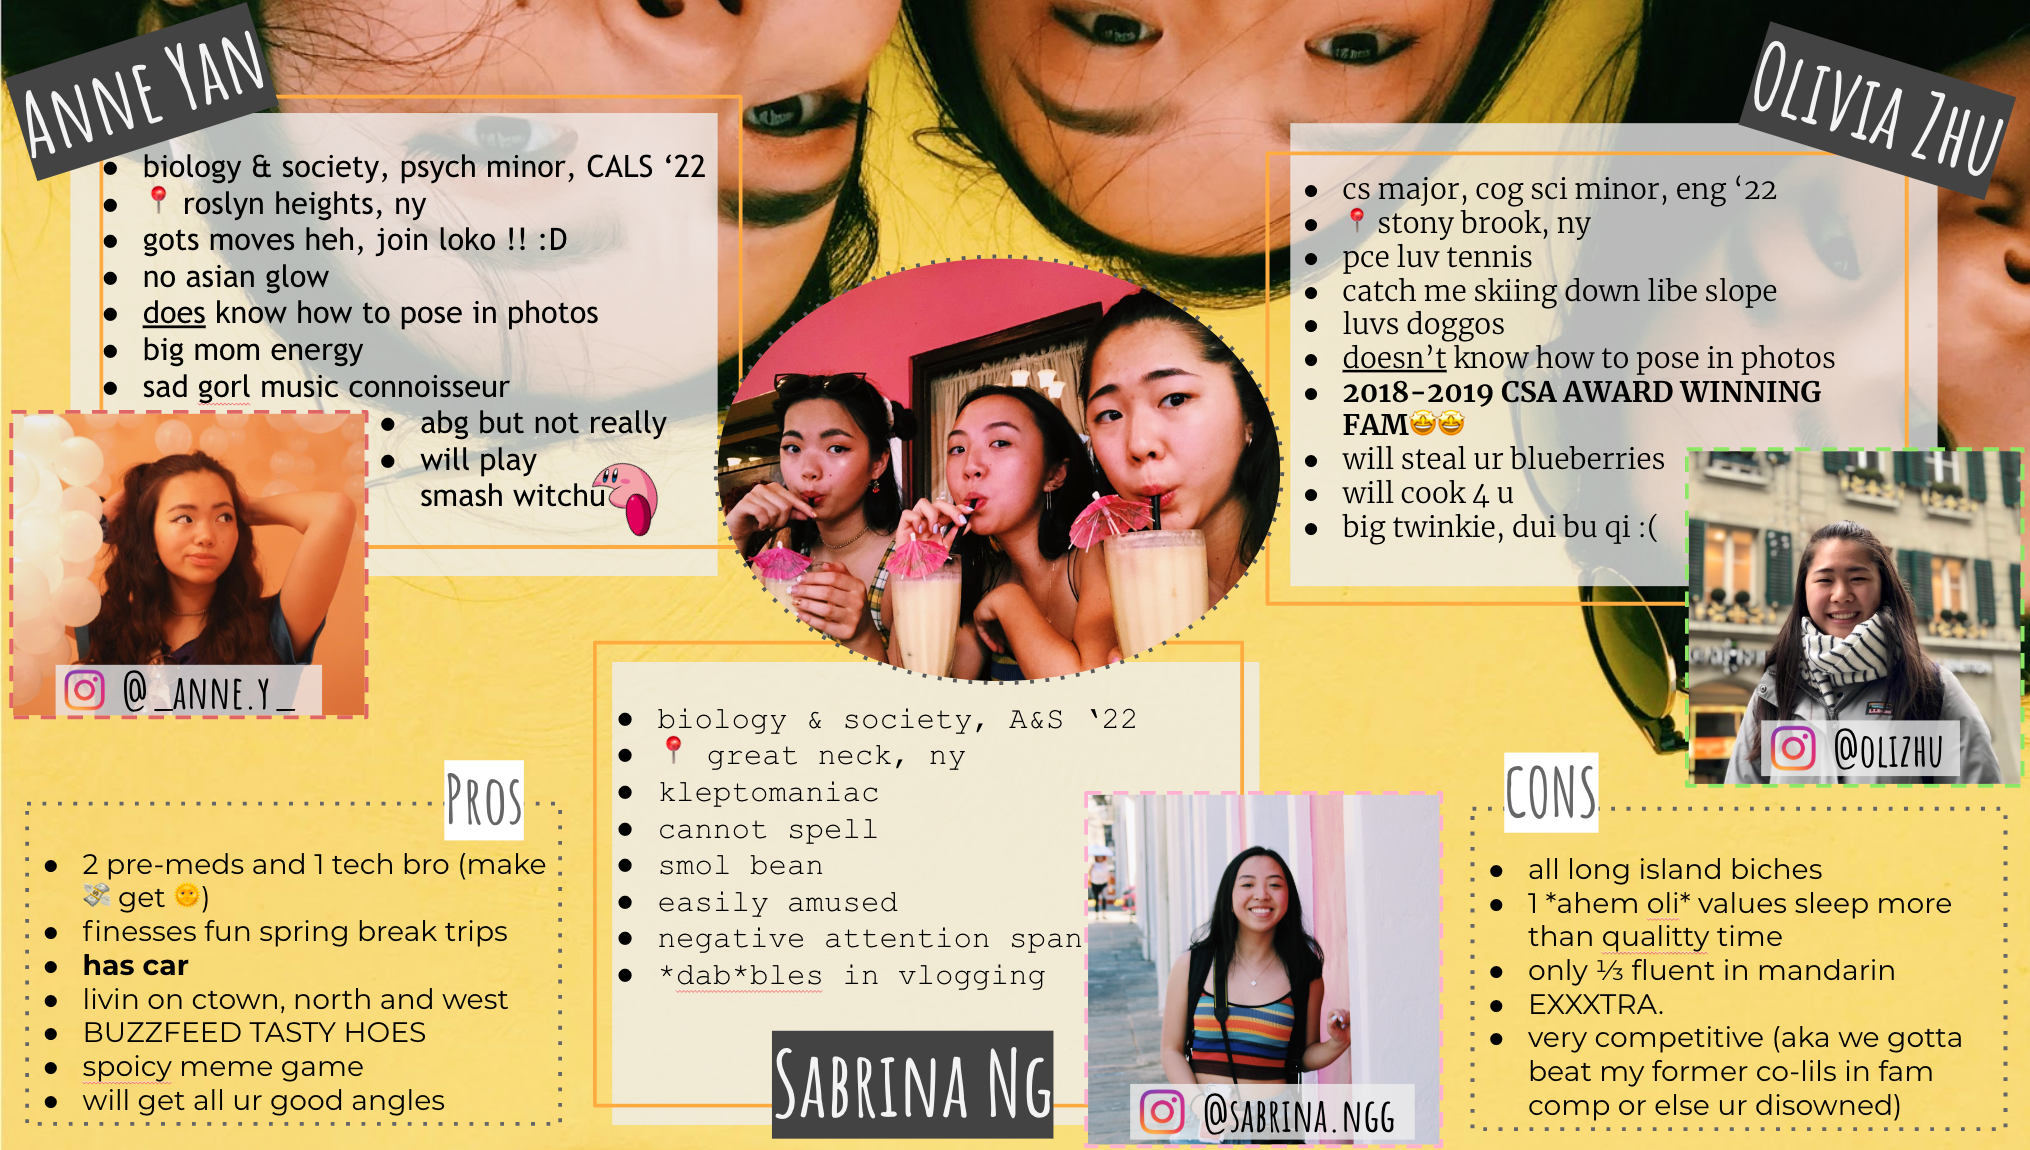 ANNE YAN
● biology & society, psych minor, CALS ‘22
● 📍 roslyn heights, ny
● gots moves heh, join loko !! :D
● no asian glow
● does know how to pose in photos
● big mom energy
● sad gorl music connoisseur
● abg but not really
● will play
smash witchu
@_ANNE.Y_
OLIVIA ZHU
● cs major, cog sci minor, eng ‘22
● 📍 stony brook, ny
● pce luv tennis
● catch me skiing down libe slope
● luvs doggos
● doesn’t know how to pose in photos
● 2018-2019 CSA AWARD WINNING
FAM🤩🤩
● will steal ur blueberries
● will cook 4 u
● big twinkie, dui bu qi :(
@OLIZHU
● biology & society, A&S ‘22
● 📍 great neck, ny
● kleptomaniac
● cannot spell
● smol bean
● easily amused
● negative attention span
● *dab*bles in vlogging
SABRINA NG
@SABRINA.NGG
PROS
● 2 pre-meds and 1 tech bro (make
💸 get 🌞)
● finesses fun spring break trips
● has car
● livin on ctown, north and west
● BUZZFEED TASTY HOES
● spoicy meme game
● will get all ur good angles
CONS
● all long island biches
● 1 *ahem oli* values sleep more
than qualitty time
● only ⅓ fluent in mandarin
● EXXXTRA.
● very competitive (aka we gotta
beat my former co-lils in fam
comp or else ur disowned)